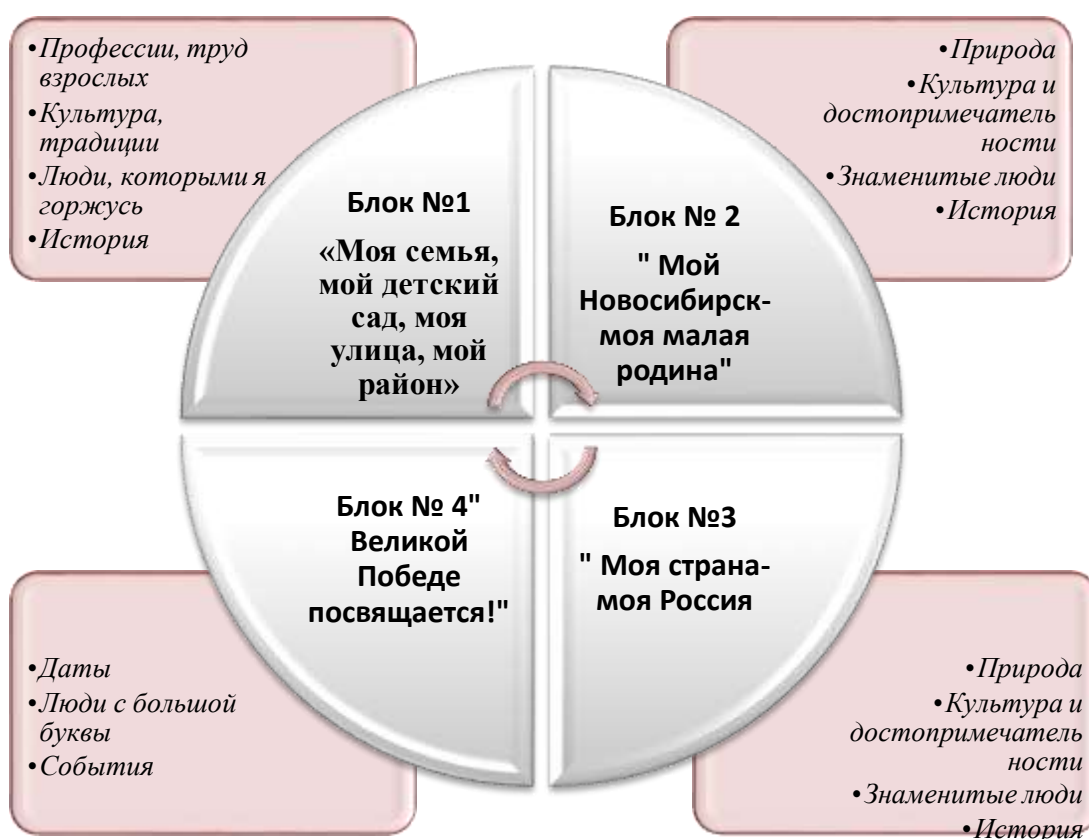 •Профессии, труд
взрослых
•Культура,
традиции
•Люди, которыми я
горжусь
•История
•Природа
•Культура и
достопримечатель
ности
•Знаменитые люди
•История
Блок №1
«Моя семья,
мой детский
сад, моя
улица, мой
район»
Блок № 2
" Мой
Новосибирск-
моя малая
родина"
Блок № 4"
Великой
Победе
посвящается!"
Блок №3
" Моя страна-
моя Россия
•Даты
•Люди с большой
буквы
•События
•Природа
•Культура и
достопримечатель
ности
•Знаменитые люди
•История